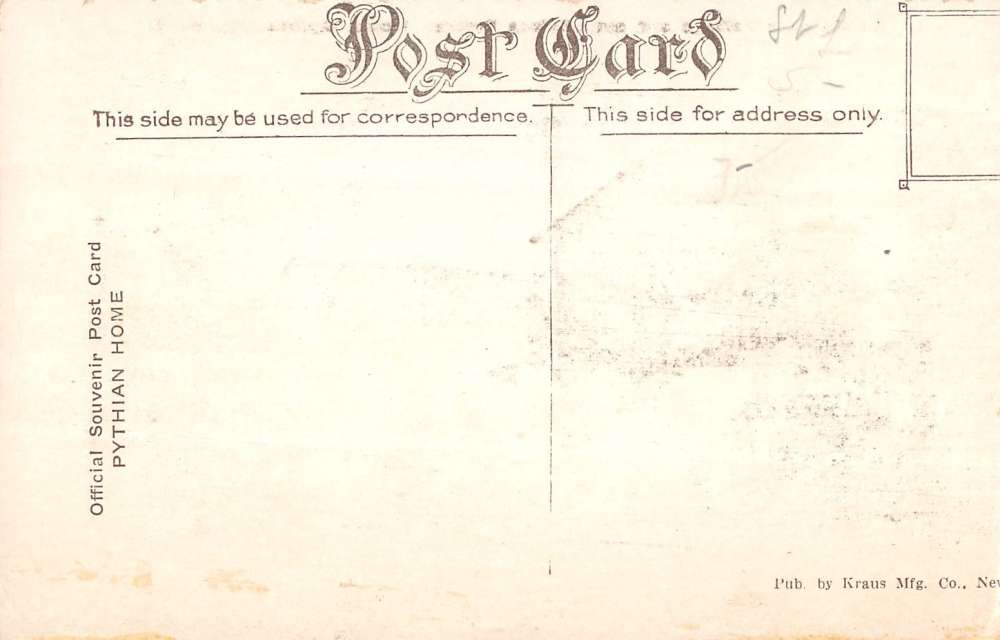 Post Card
This side may be used for correspondence.
This side for address only.
Official Souvenir Post Card
PYTHIAN HOME
Pub. by Kraus Mfg. Co., Nev